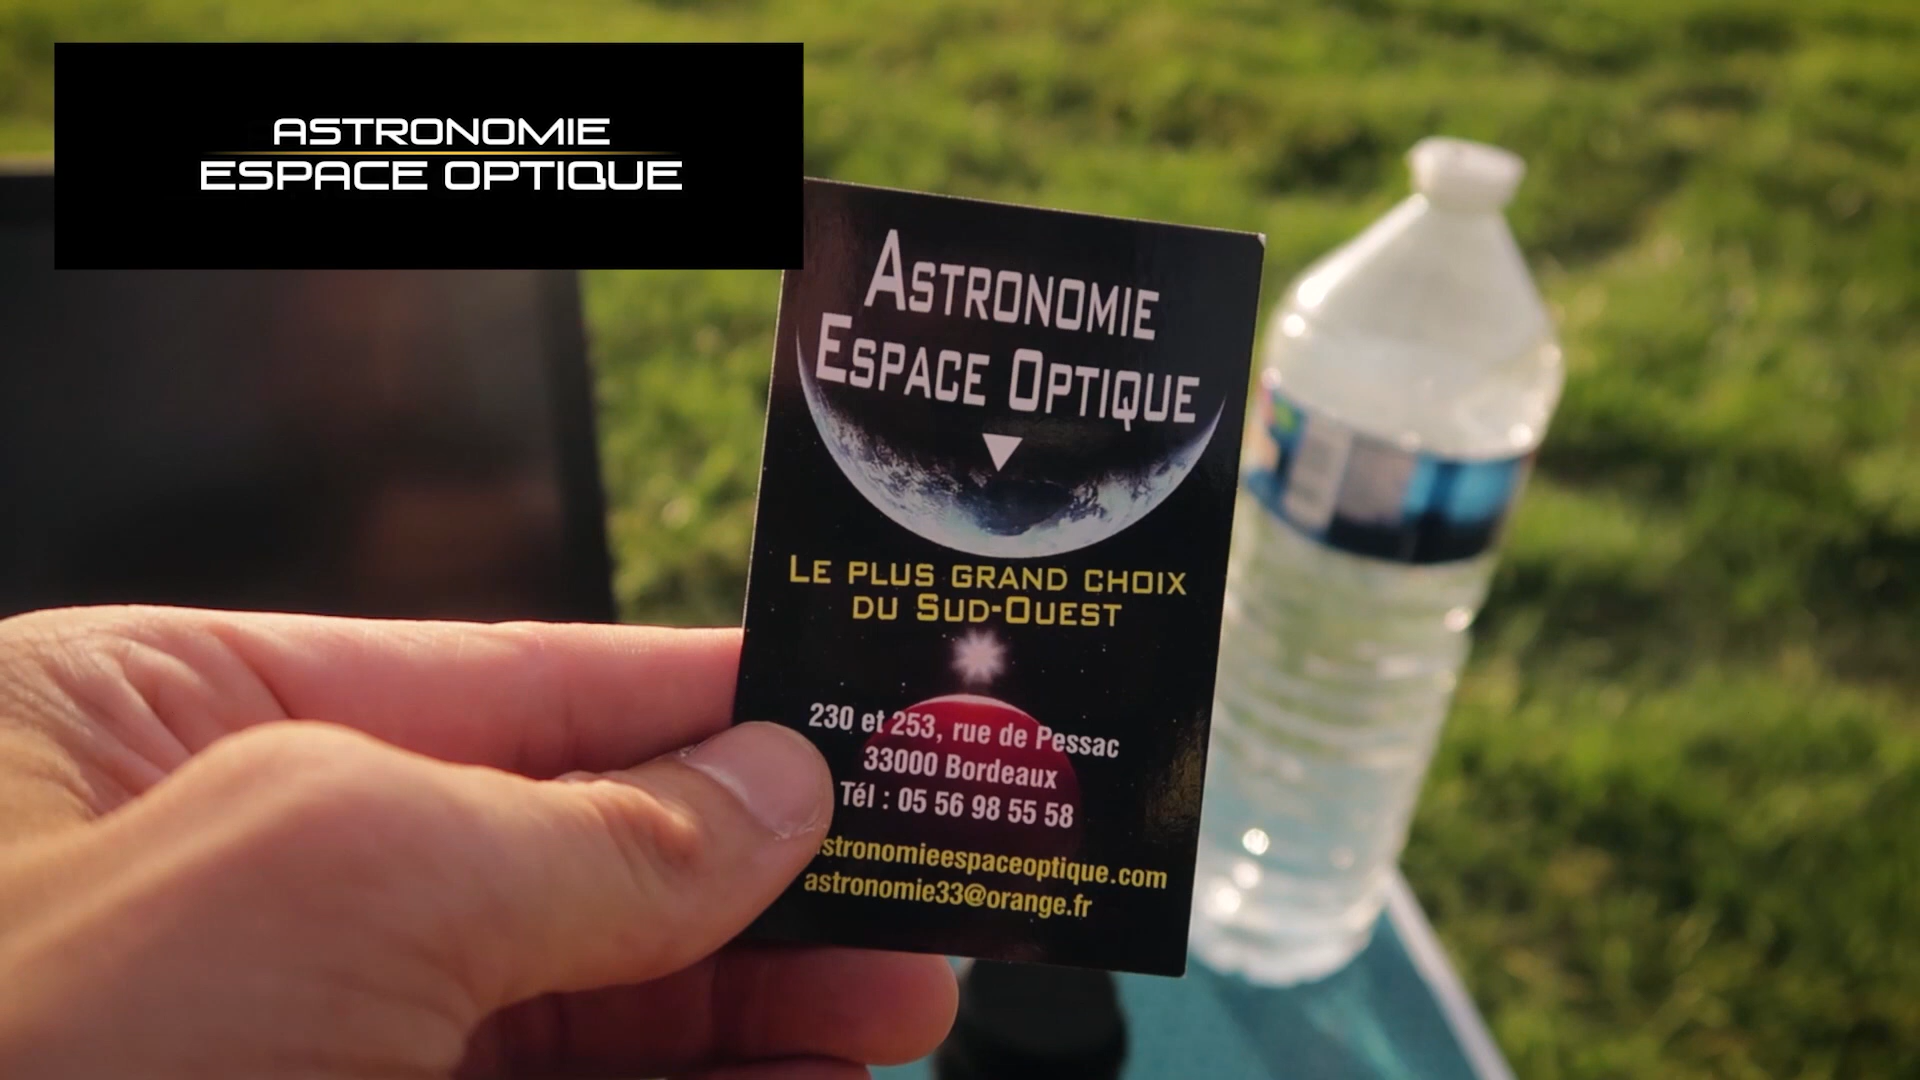 ASTRONOMIE
ESPACE OPTIQUE
ASTRONOMIE
ESPACE OPTIQUE
LE PLUS GRAND CHOIX
DU SUD-OUEST
230 et 253, rue de Pessac
33000 Bordeaux
Tél : 05 56 98 55 58
stronomieespaceoptique.com
astronomie33@orange.fr